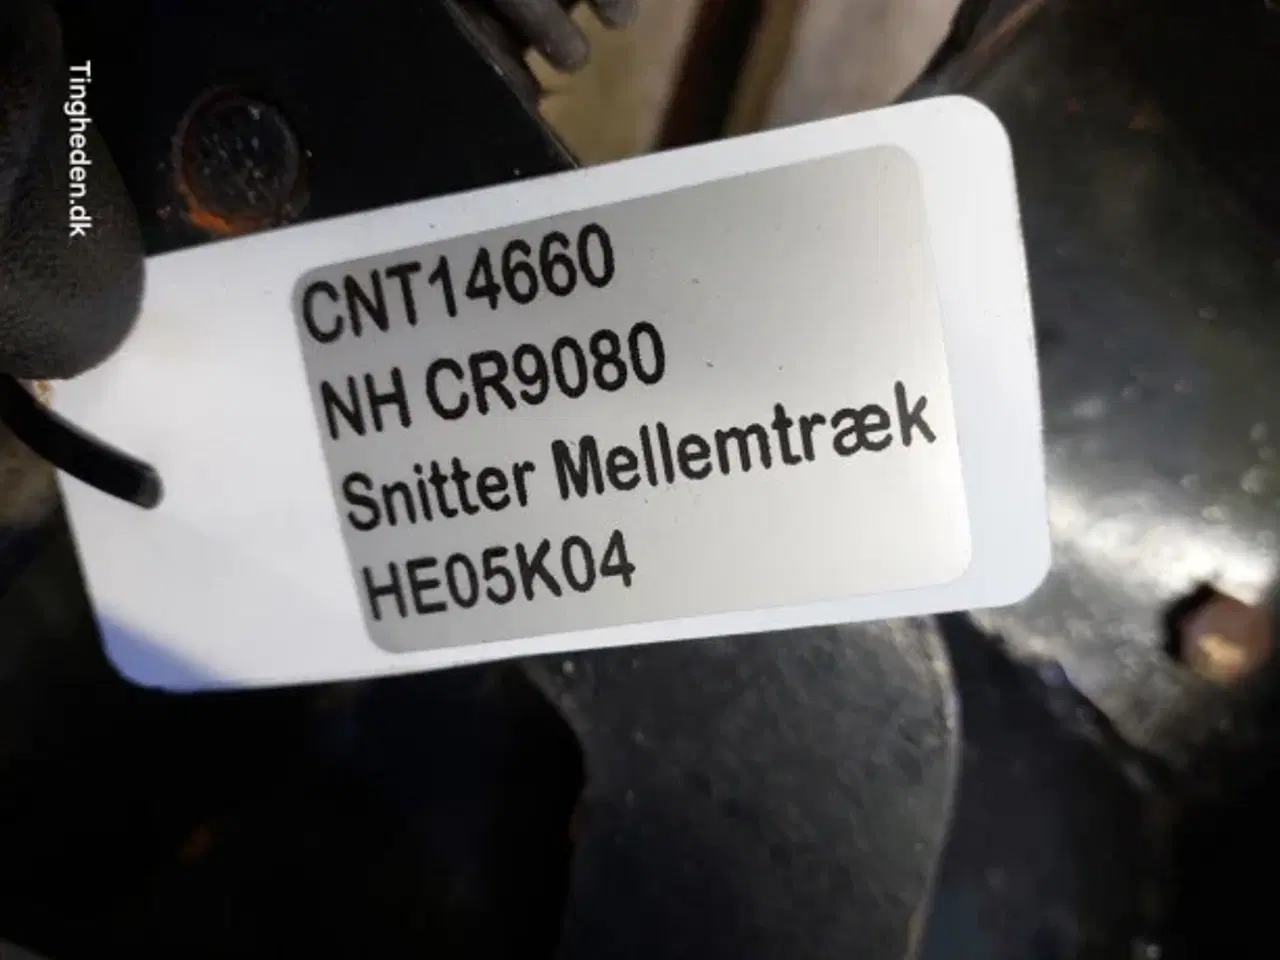 Tingheden.dk
CNT14660
NH CR9080
Snitter Mellemtræk
HE05K04